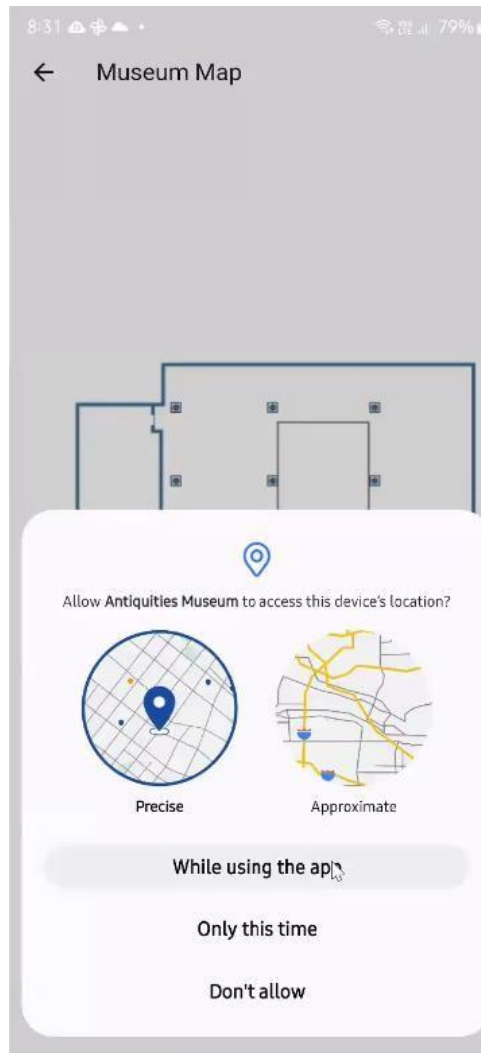 8:31
79%
Museum Map
Allow Antiquities Museum to access this device's location?
Precise
Approximate
While using the app
Only this time
Don't allow